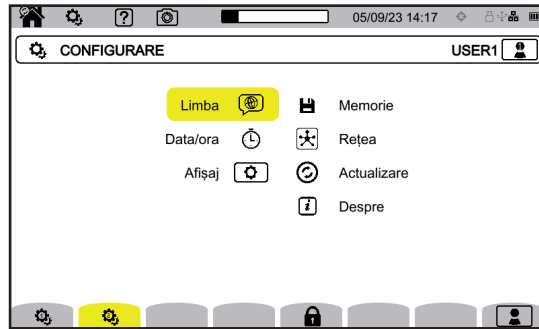 05/09/23 14:17
CONFIGURARE USER1
Limba Memorie
Data/ora Rețea
Afișaj Actualizare
Despre